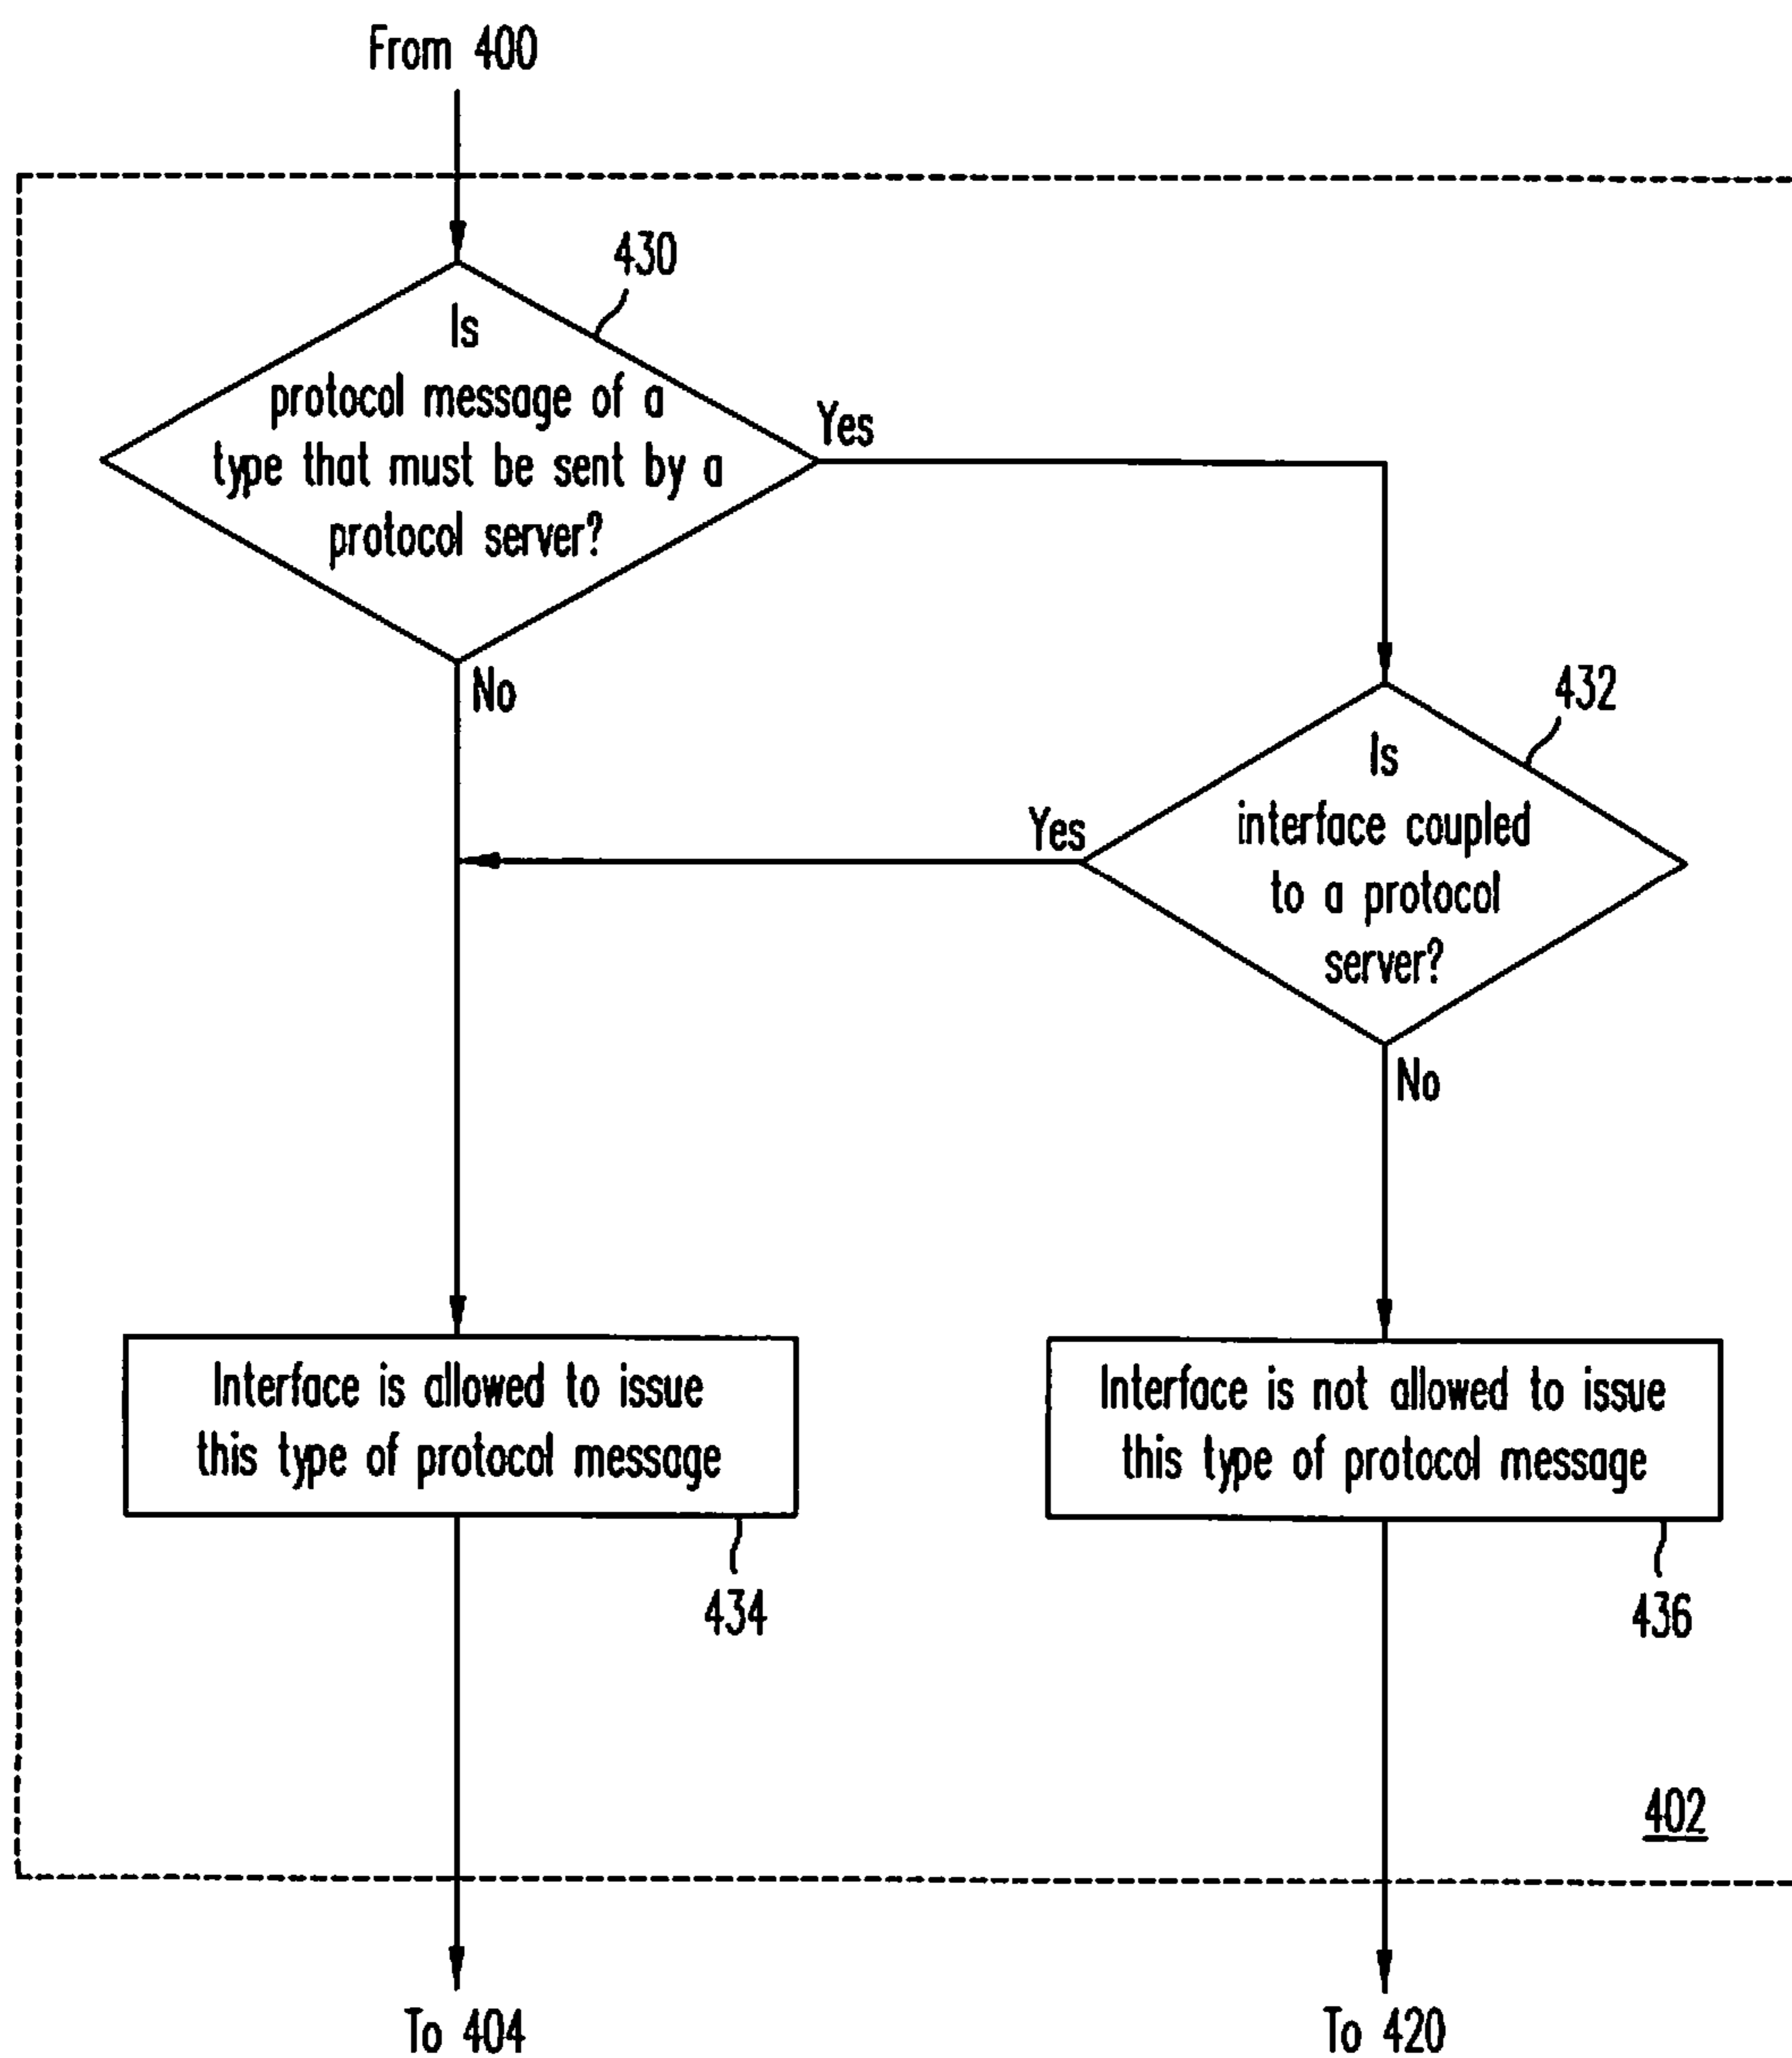 From 400
430
Is
protocol message of a
type that must be sent by a
protocol server?
Yes
No
432
Is
interface coupled
to a protocol
server?
Yes
No
Interface is allowed to issue
this type of protocol message
434
Interface is not allowed to issue
this type of protocol message
436
402
To 404
To 420